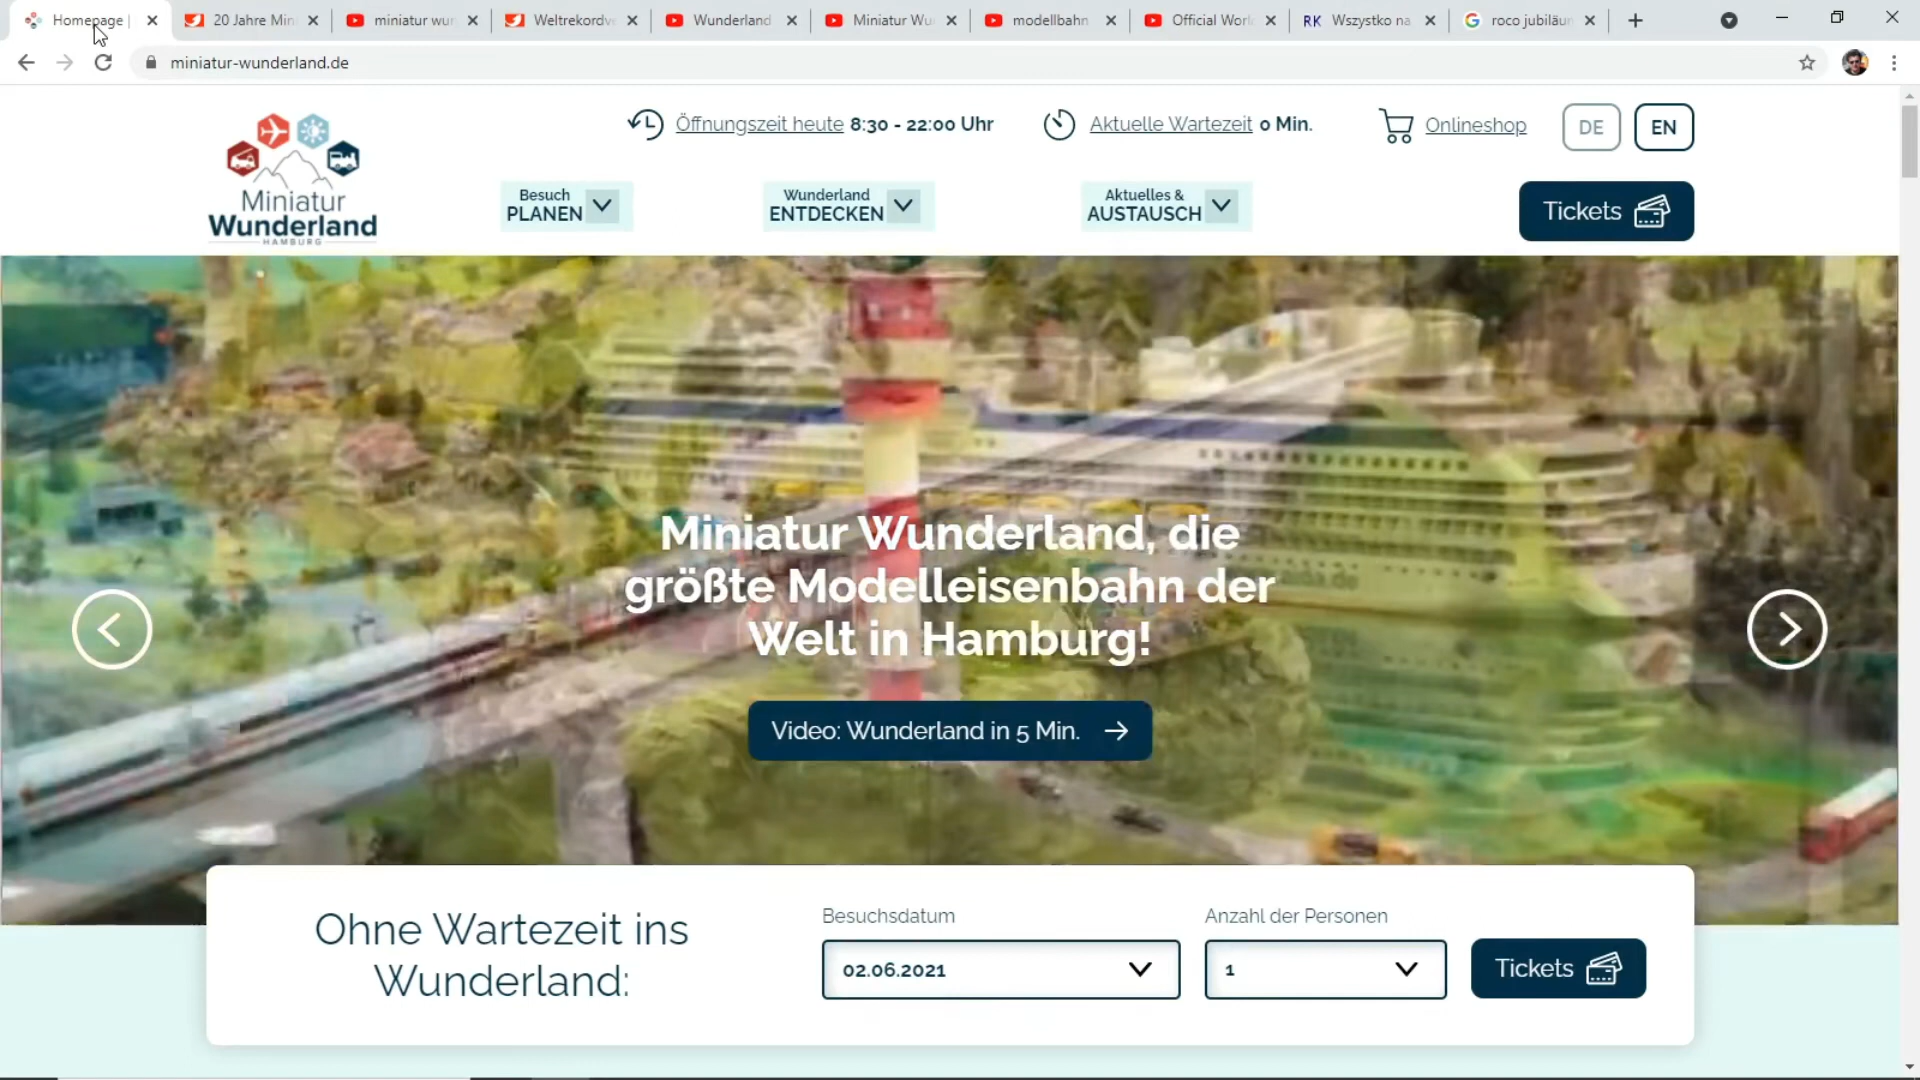 Homepage |
20 Jahre Min
miniatur wun
Weltrekordve
Wunderland
Miniatur Wu
modellbahn
Official Worl
RK Wszystko na
roco jubiläu
miniatur-wunderland.de
Miniatur
Wunderland
HAMBURG
Öffnungszeit heute 8:30 - 22:00 Uhr
Aktuelle Wartezeit 0 Min.
Onlineshop
DE
EN
Besuch
PLANEN
Wunderland
ENTDECKEN
Aktuelles &
AUSTAUSCH
Tickets
Miniatur Wunderland, die
größte Modelleisenbahn der
Welt in Hamburg!
Video: Wunderland in 5 Min.
Ohne Wartezeit ins
Wunderland:
Besuchsdatum
02.06.2021
Anzahl der Personen
1
Tickets